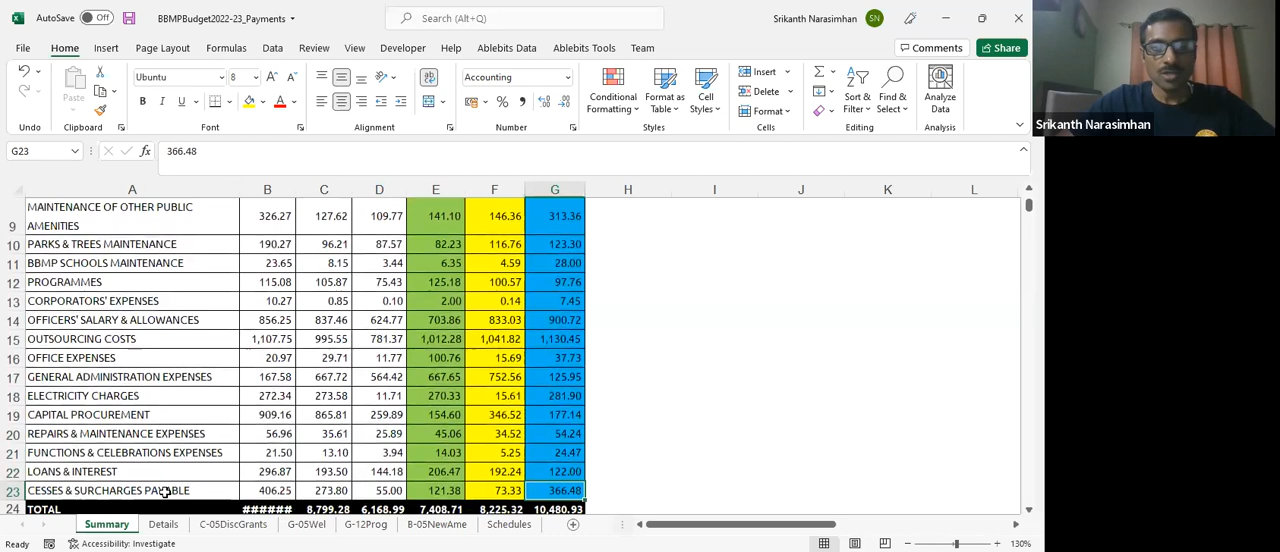 AutoSave Off BBMPBudget2022-23_Payments Search (Ctrl+S) Srikanth Narasimhan SN
File Home Insert Page Layout Formulas Data Review View Developer Help Ablebits Data Ablebits Tools Team Comments Share
Paste Ubuntu 8 A A ab Accounting Conditional Formatting Format as Table Cell Styles Insert Delete Format Sort & Filter Find & Select Analyze Data
B I U
Undo Clipboard Font Alignment Number Styles Cells Editing Analysis
Srikanth Narasimhan
G23 fx 366.48
A B C D E F G H I J K L
9 MAINTENANCE OF OTHER PUBLIC AMENITIES 326.27 127.62 109.77 141.10 146.36 313.36
10 PARKS & TREES MAINTENANCE 190.27 96.21 87.57 82.23 116.76 123.30
11 BBMP SCHOOLS MAINTENANCE 23.65 8.15 3.44 6.35 4.59 28.00
12 PROGRAMMES 115.08 105.87 75.43 125.18 100.57 97.76
13 CORPORATORS' EXPENSES 10.27 0.85 0.10 2.00 0.14 7.45
14 OFFICERS' SALARY & ALLOWANCES 856.25 837.46 624.77 703.86 833.03 900.72
15 OUTSOURCING COSTS 1,107.75 995.55 781.37 1,012.28 1,041.82 1,130.45
16 OFFICE EXPENSES 20.97 29.71 11.77 100.76 15.69 37.73
17 GENERAL ADMINISTRATION EXPENSES 167.58 667.72 564.42 667.65 752.56 125.95
18 ELECTRICITY CHARGES 272.34 273.58 11.71 270.33 15.61 281.90
19 CAPITAL PROCUREMENT 909.16 865.81 259.89 154.60 346.52 177.14
20 REPAIRS & MAINTENANCE EXPENSES 56.96 35.61 25.89 45.06 34.52 54.24
21 FUNCTIONS & CELEBRATIONS EXPENSES 21.50 13.10 3.94 14.03 5.25 24.47
22 LOANS & INTEREST 296.87 193.50 144.18 206.47 192.24 122.00
23 CESSES & SURCHARGES PAYABLE 406.25 273.80 55.00 121.38 73.33 366.48
24 TOTAL ###### 8,799.28 6,168.99 7,408.71 8,225.32 10,480.93
Summary Details C-05DiscGrants G-05Wel G-12Prog B-05NewAme Schedules
Ready Accessibility: Investigate 130%